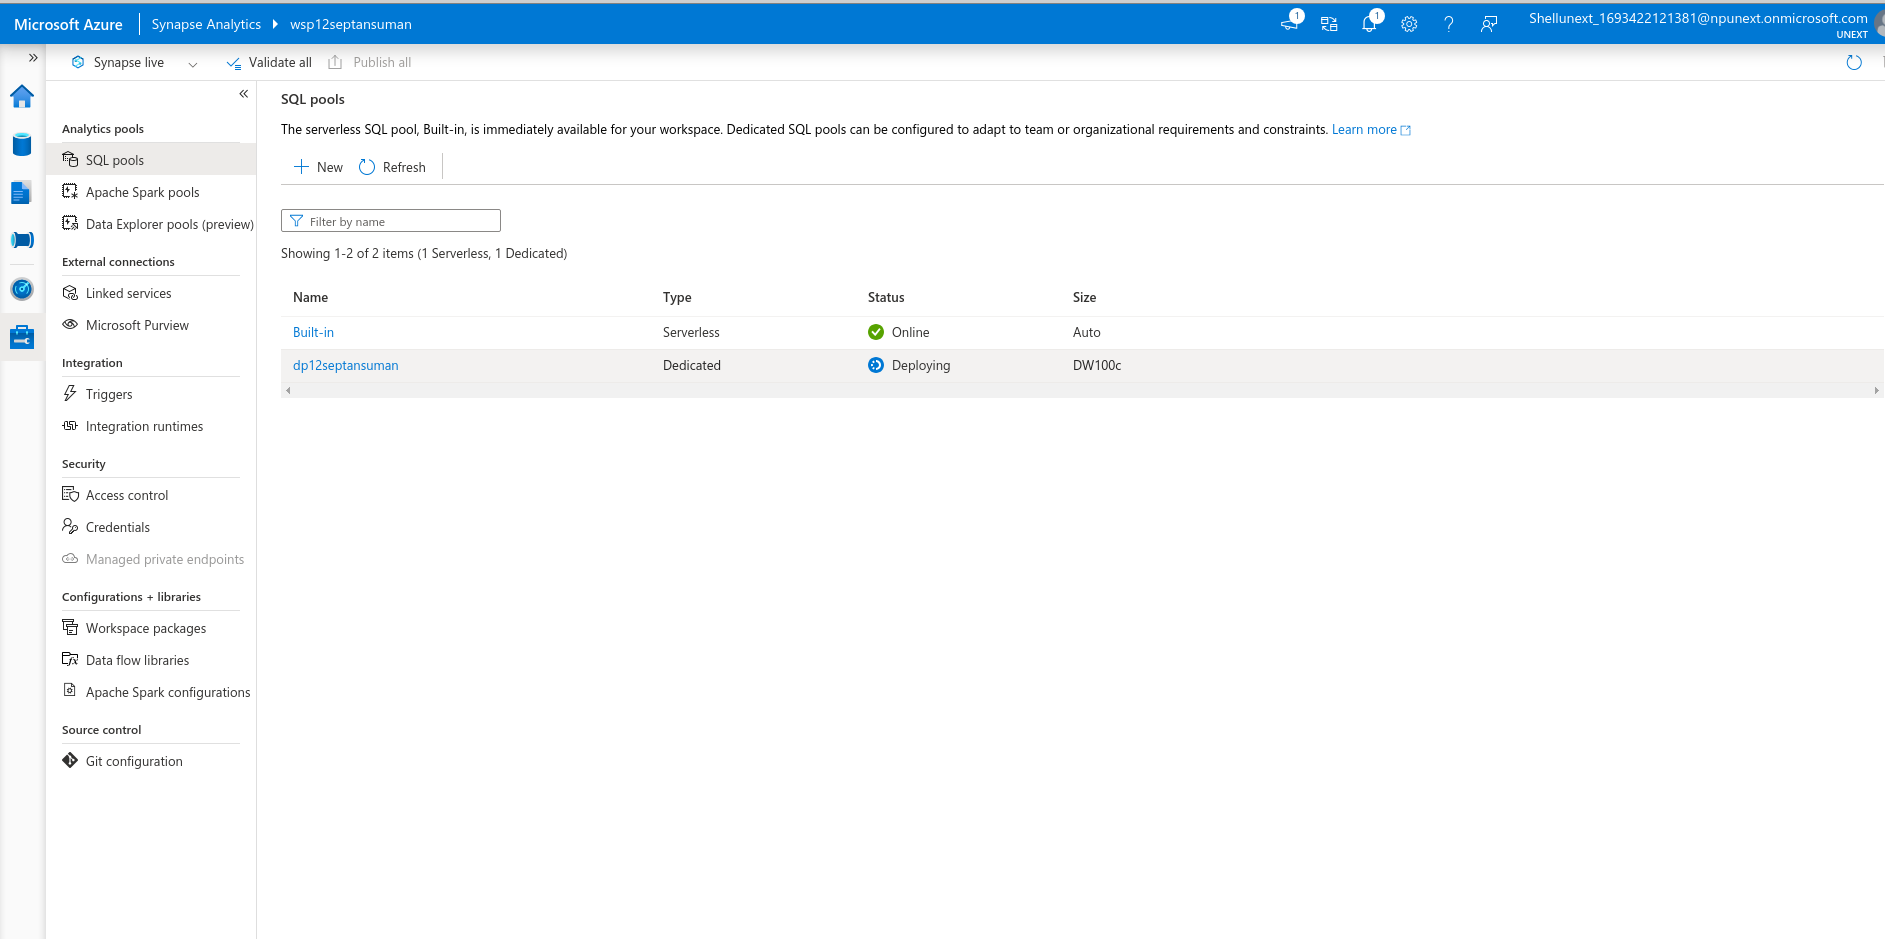 Microsoft Azure
Synapse Analytics
wsp12septansuman
1
1
?
Shellunext_1693422121381@npunext.onmicrosoft.com
UNEXT
Synapse live
Validate all
Publish all
Analytics pools
SQL pools
Apache Spark pools
Data Explorer pools (preview)
External connections
Linked services
Microsoft Purview
Integration
Triggers
Integration runtimes
Security
Access control
Credentials
Managed private endpoints
Configurations + libraries
Workspace packages
Data flow libraries
Apache Spark configurations
Source control
Git configuration
SQL pools
The serverless SQL pool, Built-in, is immediately available for your workspace. Dedicated SQL pools can be configured to adapt to team or organizational requirements and constraints. Learn more
New Refresh
Filter by name
Showing 1-2 of 2 items (1 Serverless, 1 Dedicated)
Name Type Status Size
Built-in Serverless Online Auto
dp12septansuman Dedicated Deploying DW100c